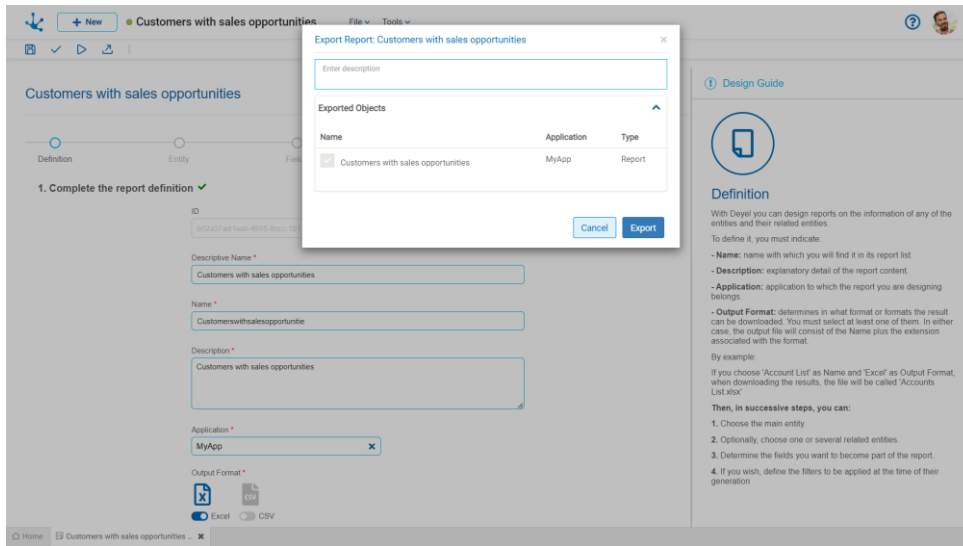 + New
Customers with sales opportunities
File
Tools
Export Report: Customers with sales opportunities
×
Enter description
Exported Objects
Name Application Type
Customers with sales opportunities MyApp Report
Cancel Export
Customers with sales opportunities
Definition Entity
1. Complete the report definition
ID
Descriptive Name *
Customers with sales opportunities
Name *
Customerswithsalesopportunitie
Description *
Customers with sales opportunities
Application *
MyApp
Output Format *
X
CSV
Excel CSV
Design Guide
Definition
With Deyel you can design reports on the information of any of the
entities and their related entities.
To define it, you must indicate:
- Name: name with which you will find it in its report list.
- Description: explanatory detail of the report content.
- Application: application to which the report you are designing
belongs.
- Output Format: determines in what format or formats the result
can be downloaded. You must select at least one of them. In either
case, the output file will consist of the Name plus the extension
associated with the format.
By example:
If you choose 'Account List' as Name and 'Excel' as Output Format,
when downloading the results, the file will be called 'Accounts
List.xlsx'
Then, in successive steps, you can:
1. Choose the main entity.
2. Optionally, choose one or several related entities.
3. Determine the fields you want to become part of the report.
4. If you wish, define the filters to be applied at the time of their
generation
Home
Customers with sales opportunities ...